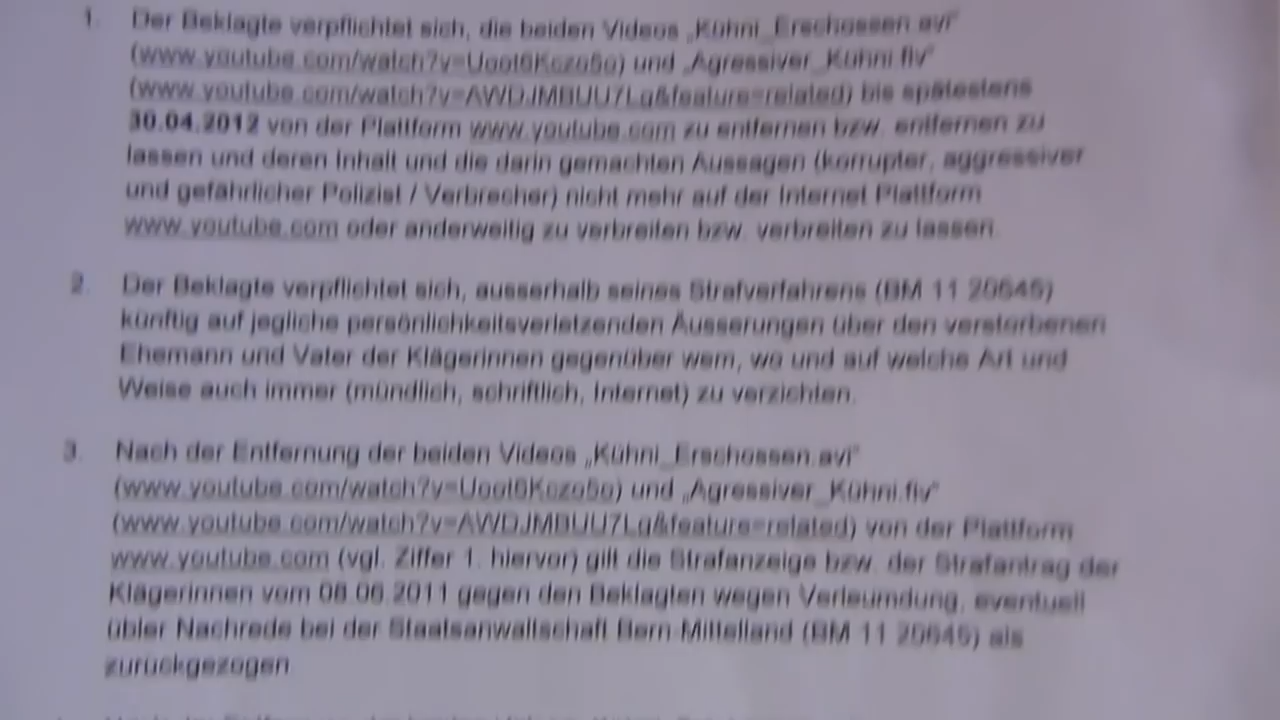 1. Der Beklagte verpflichtet sich, die beiden Videos „Kühni_Erschossen.avi"
(www.youtube.com/watch?v=Uoot6Kczo5o) und „Agressiver_Kühni.flv"
(www.youtube.com/watch?v=AWDJMBUU7Lg&feature=related) bis spätestens
30.04.2012 von der Plattform www.youtube.com zu entfernen bzw. entfernen zu
lassen und deren Inhalt und die darin gemachten Aussagen (korrupter, aggressiver
und gefährlicher Polizist / Verbrecher) nicht mehr auf der Internet Plattform
www.youtube.com oder anderweitig zu verbreiten bzw. verbreiten zu lassen.
2. Der Beklagte verpflichtet sich, ausserhalb seines Strafverfahrens (BM 11 20645)
künftig auf jegliche persönlichkeitsverletzenden Äusserungen über den verstorbenen
Ehemann und Vater der Klägerinnen gegenüber wem, wo und auf welche Art und
Weise auch immer (mündlich, schriftlich, Internet) zu verzichten.
3. Nach der Entfernung der beiden Videos „Kühni_Erschossen.avi"
(www.youtube.com/watch?v=Uoot6Kczo5o) und „Agressiver_Kühni.flv"
(www.youtube.com/watch?v=AWDJMBUU7Lg&feature=related) von der Plattform
www.youtube.com (vgl. Ziffer 1. hiervor) gilt die Strafanzeige bzw. der Strafantrag der
Klägerinnen vom 08.06.2011 gegen den Beklagten wegen Verleumdung, eventuell
übler Nachrede bei der Staatsanwaltschaft Bern-Mittelland (BM 11 20645) als
zurückgezogen